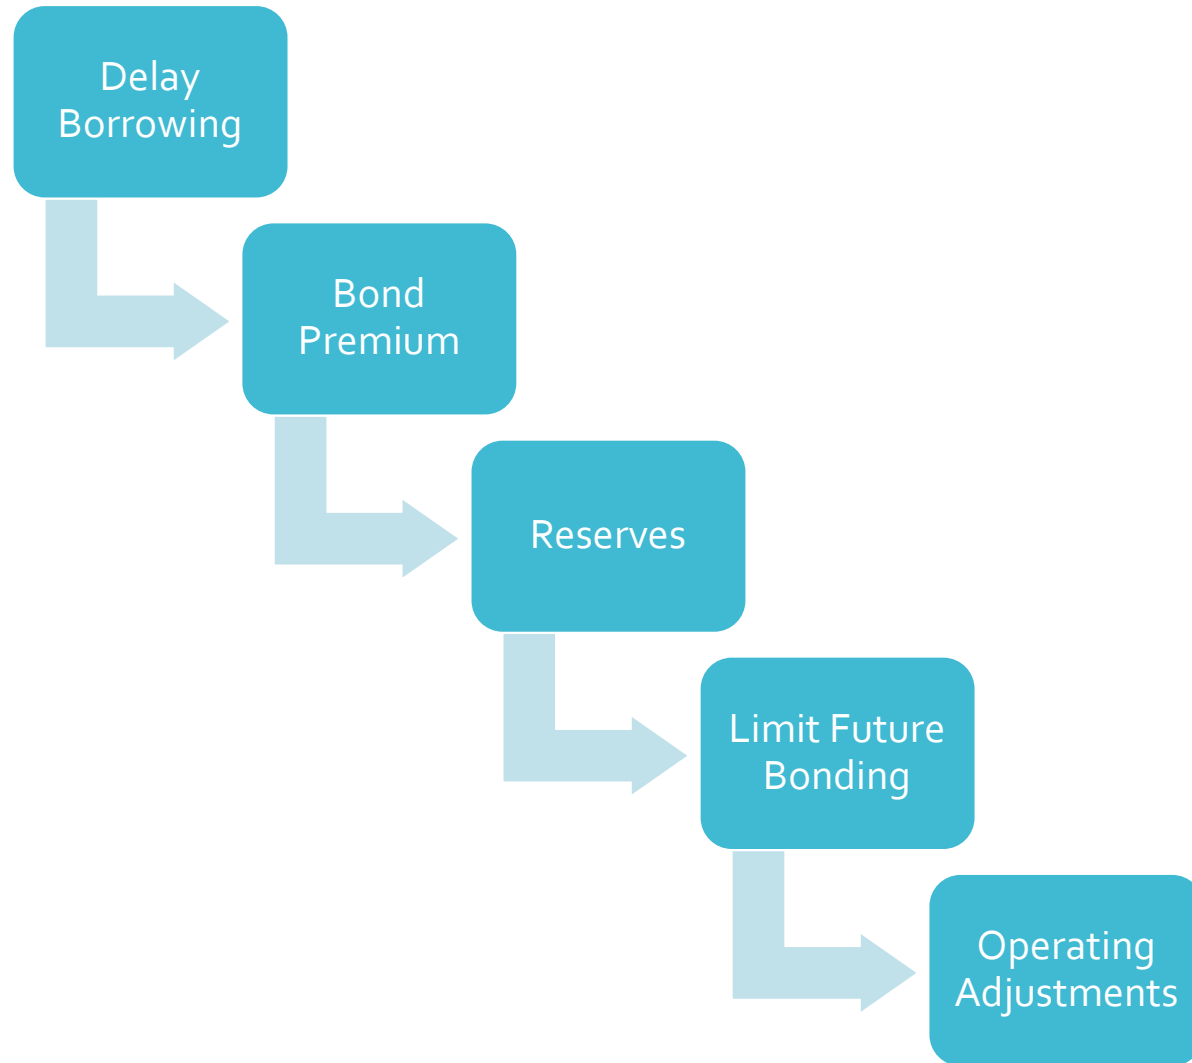 Delay
Borrowing
Bond
Premium
Reserves
Limit Future
Bonding
Operating
Adjustments